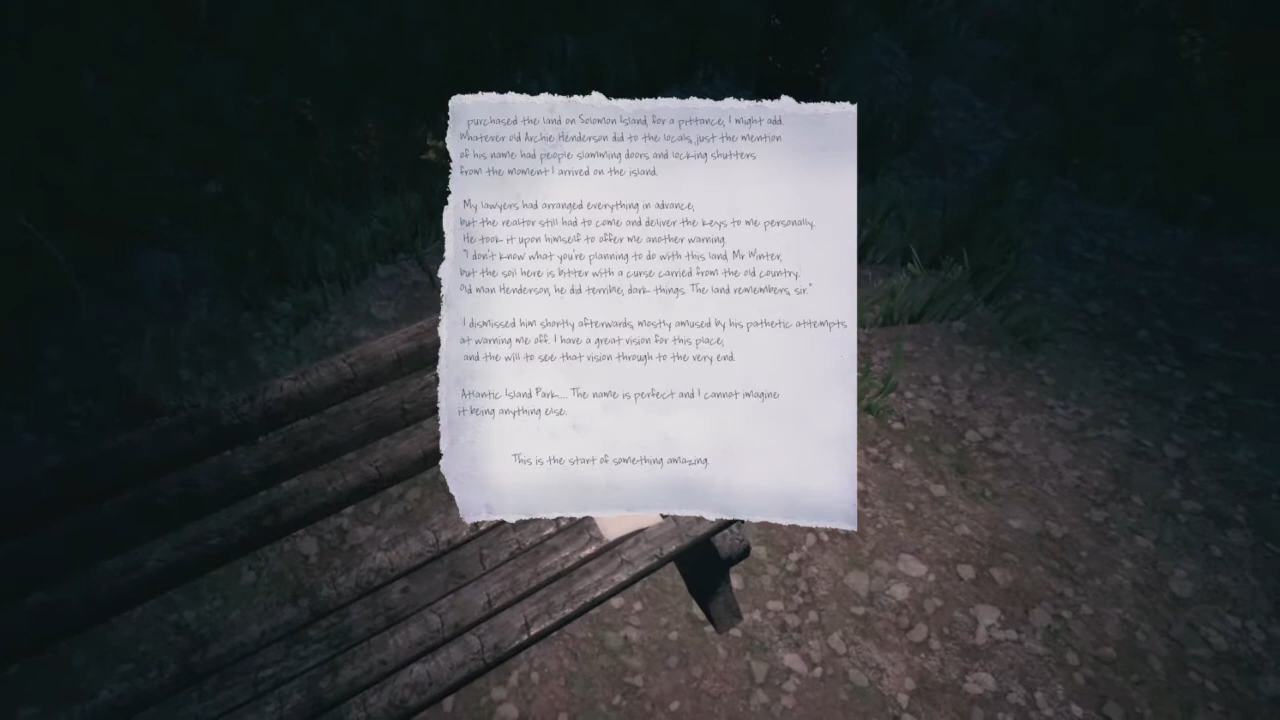 purchased the land on Solomon Island, for a pittance, I might add.
Whatever old Archie Henderson did to the locals, just the mention
of his name had people slamming doors and locking shutters
from the moment I arrived on the island.
My lawyers had arranged everything in advance,
but the realtor still had to come and deliver the keys to me personally.
He took it upon himself to offer me another warning.
"I don't know what you're planning to do with this land, Mr Winter,
but the soil here is bitter with a curse carried from the old country.
Old man Henderson, he did terrible, dark things. The land remembers, sir."
I dismissed him shortly afterwards, mostly amused by his pathetic attempts
at warning me off. I have a great vision for this place,
and the will to see that vision through to the very end.
Atlantic Island Park.... The name is perfect and I cannot imagine
it being anything else.
This is the start of something amazing.